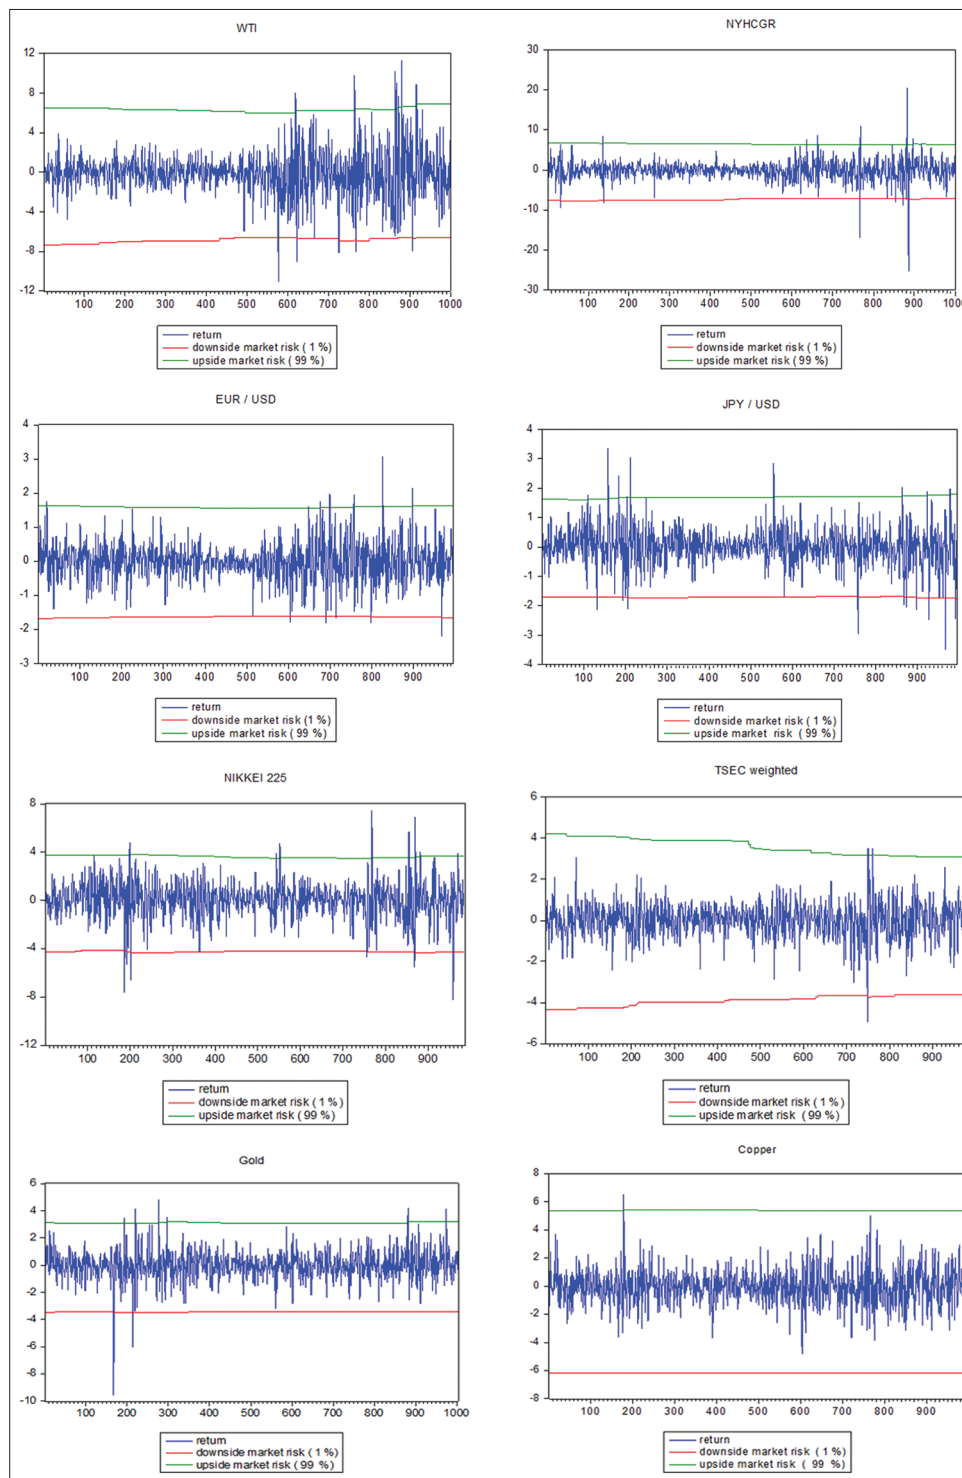 WTI
12
8
4
0
-4
-8
-12
100 200 300 400 500 600 700 800 900 1000
return
downside market risk ( 1 %)
upside market risk ( 99 %)
NYHCGR
30
20
10
0
-10
-20
-30
100 200 300 400 500 600 700 800 900 1000
return
downside market risk ( 1 %)
upside market risk ( 99 %)
EUR / USD
4
3
2
1
0
-1
-2
-3
100 200 300 400 500 600 700 800 900
return
downside market risk (1 %)
upside market risk ( 99 %)
JPY / USD
4
3
2
1
0
-1
-2
-3
-4
100 200 300 400 500 600 700 800 900
return
downside market risk ( 1 %)
upside market risk ( 99 %)
NIKKEI 225
8
4
0
-4
-8
-12
100 200 300 400 500 600 700 800 900
return
downside market risk ( 1 %)
upside market risk ( 99 %)
TSEC weighted
6
4
2
0
-2
-4
-6
100 200 300 400 500 600 700 800 900
return
downside market risk ( 1 %)
upside market risk ( 99 %)
Gold
6
4
2
0
-2
-4
-6
-8
-10
100 200 300 400 500 600 700 800 900 1000
return
downside market risk ( 1 %)
upside market risk ( 99 %)
Copper
8
6
4
2
0
-2
-4
-6
-8
100 200 300 400 500 600 700 800 900
return
downside market risk ( 1 %)
upside market risk ( 99 %)